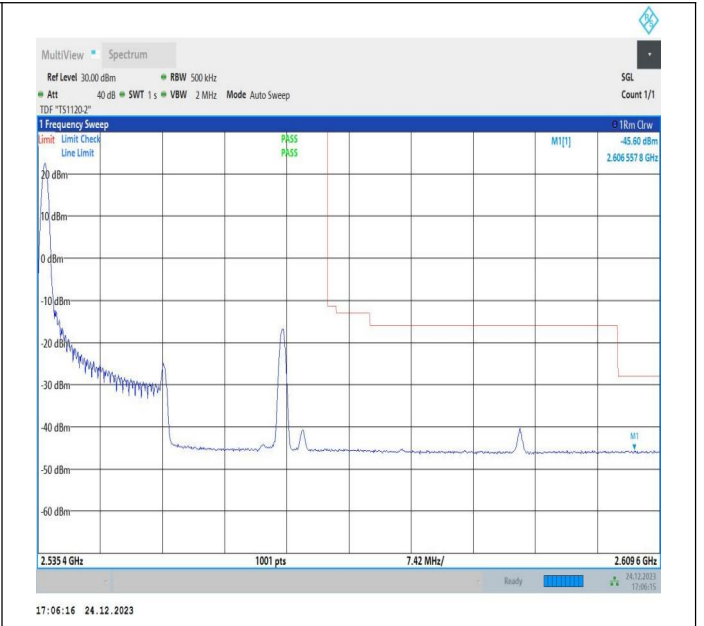 R&S
MultiView Spectrum
Ref Level 30.00 dBm RBW 500 kHz SGL
Att 40 dB SWT 1 s VBW 2 MHz Mode Auto Sweep Count 1/1
TDF "TS1120-2"
1 Frequency Sweep 1Rm Clrw
Limit Limit Check PASS M1[1] -45.60 dBm
Line Limit PASS 2.606 557 8 GHz
20 dBm
10 dBm
0 dBm
-10 dBm
-20 dBm
-30 dBm
-40 dBm
M1
-50 dBm
-60 dBm
2.535 4 GHz 1001 pts 7.42 MHz/ 2.609 6 GHz
Ready 24.12.2023
17:06:15
17:06:16 24.12.2023